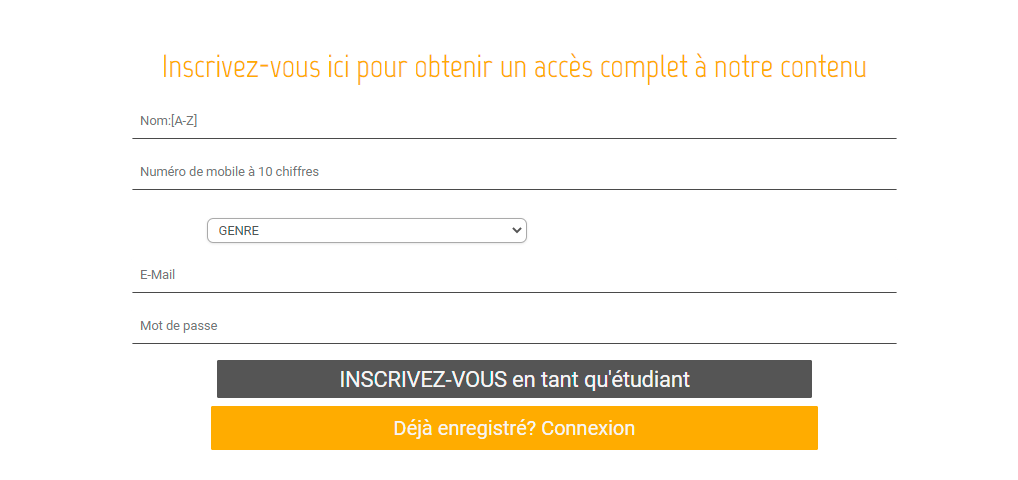 Inscrivez-vous ici pour obtenir un accès complet à notre contenu
Nom:[A-Z]
Numéro de mobile à 10 chiffres
GENRE
E-Mail
Mot de passe
INSCRIVEZ-VOUS en tant qu'étudiant
Déjà enregistré? Connexion